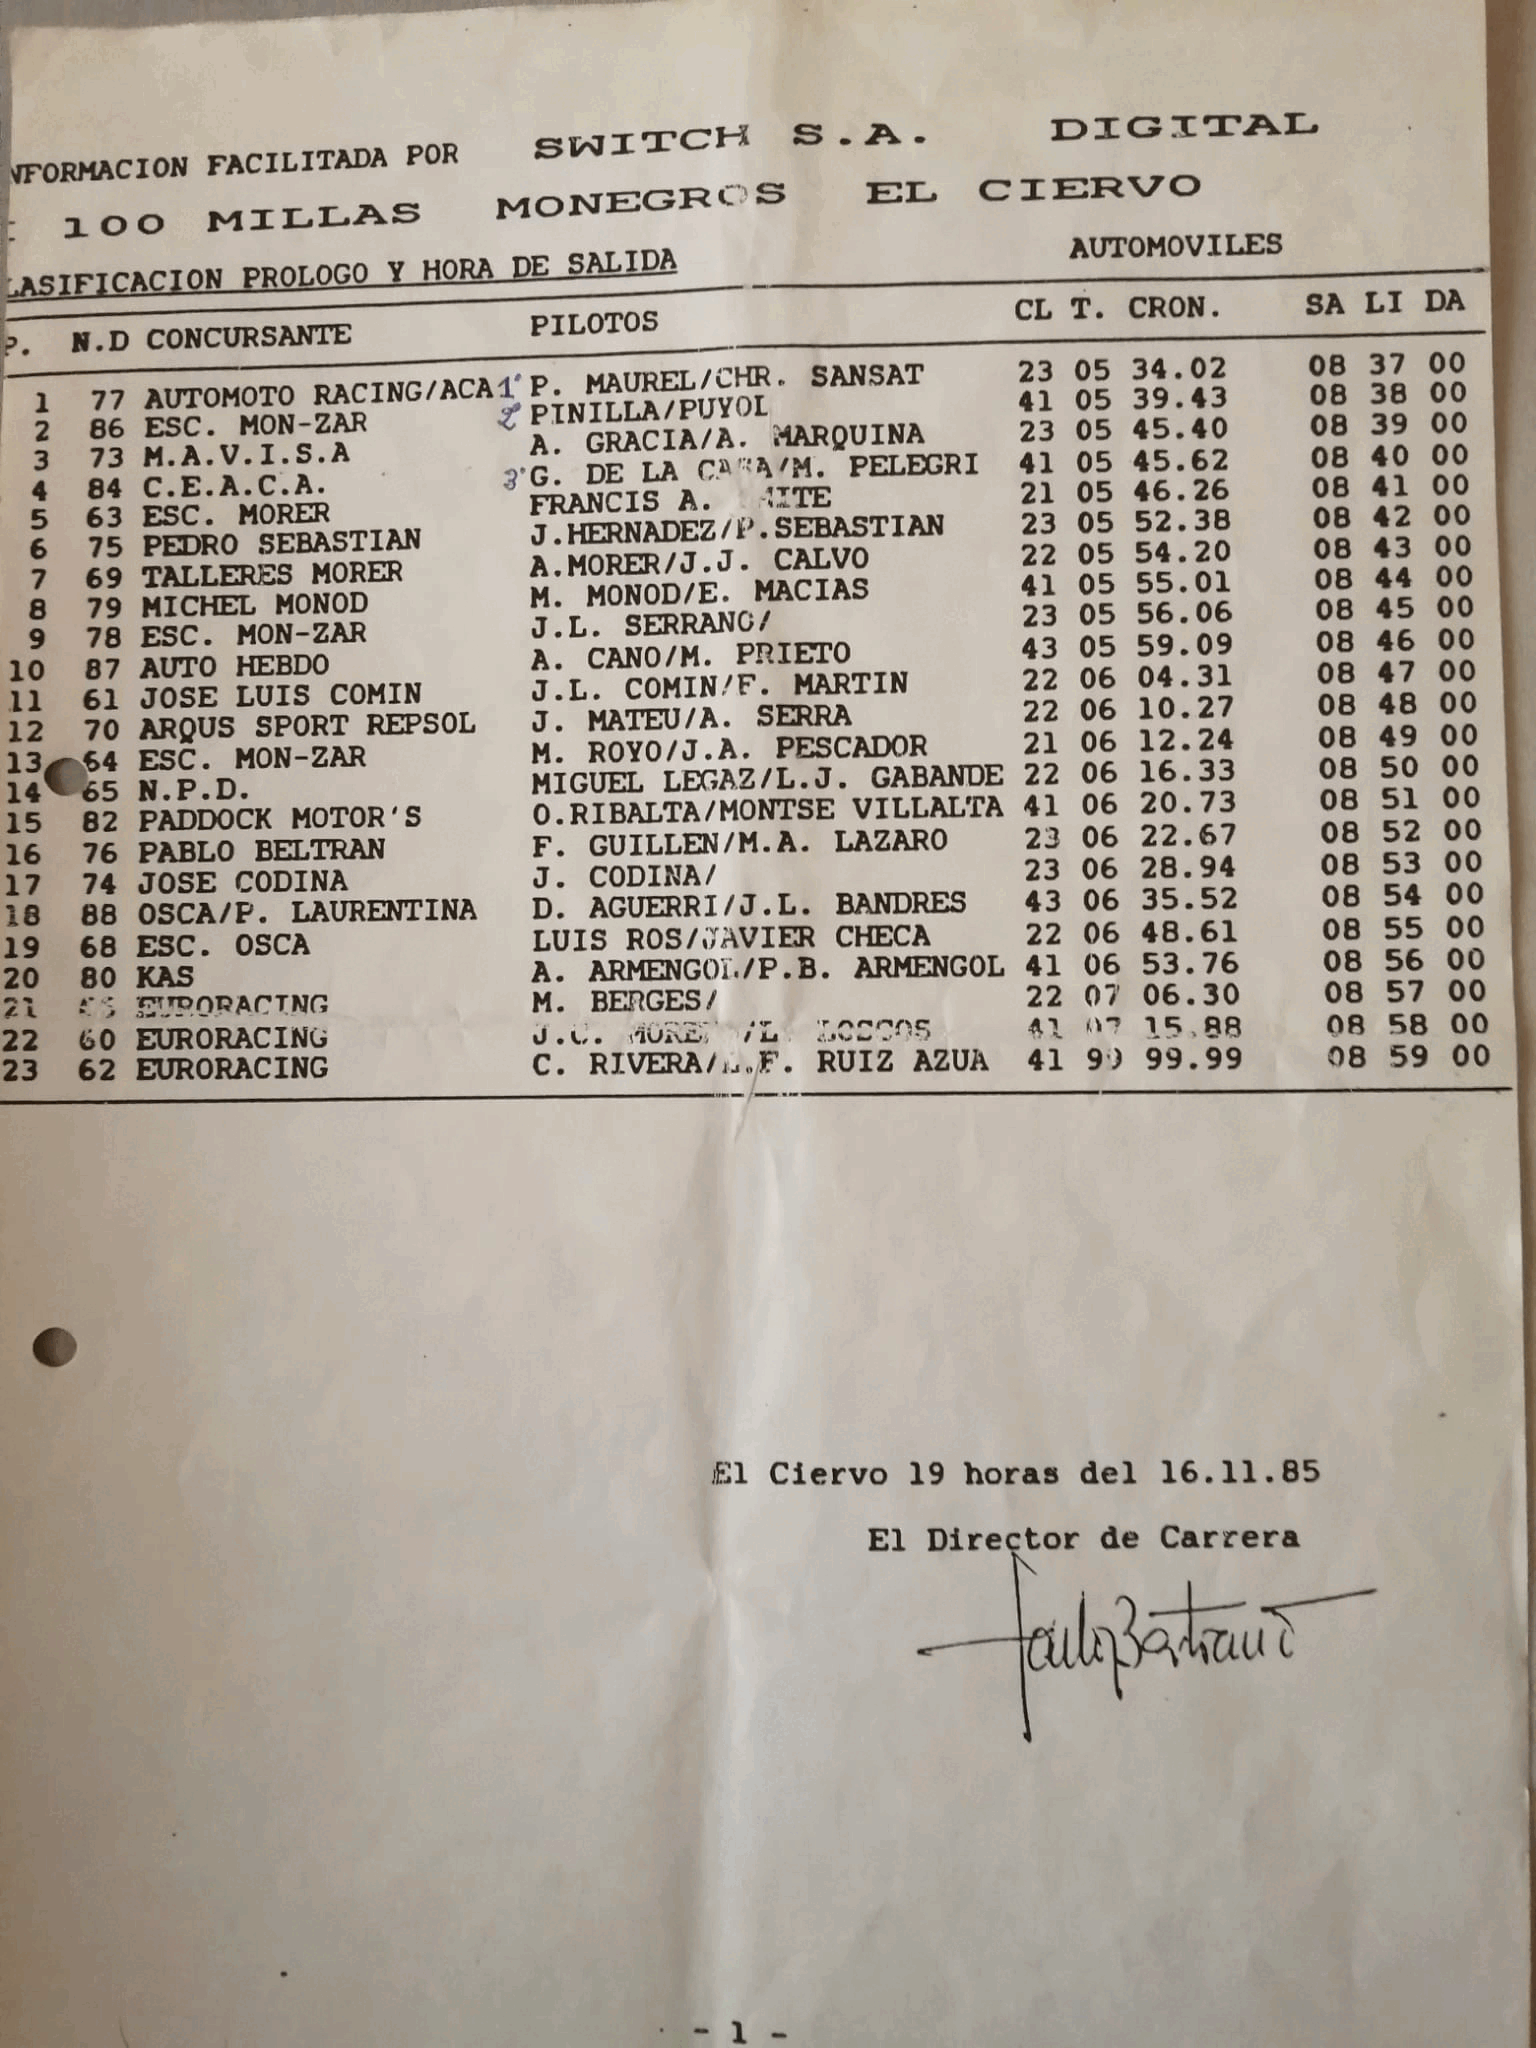 NFORMACION FACILITADA POR SWITCH S.A. DIGITAL
100 MILLAS MONEGROS EL CIERVO
LASIFICACION PROLOGO Y HORA DE SALIDA AUTOMOVILES
P. N.D CONCURSANTE PILOTOS CL T. CRON. SA LI DA
1 77 AUTOMOTO RACING/ACA 1º P. MAUREL/CHR. SANSAT 23 05 34.02 08 37 00
2 86 ESC. MON-ZAR 2º PINILLA/PUYOL 41 05 39.43 08 38 00
3 73 M.A.V.I.S.A A. GRACIA/A. MARQUINA 23 05 45.40 08 39 00
4 84 C.E.A.C.A. 3º G. DE LA CASA/M. PELEGRI 41 05 45.62 08 40 00
5 63 ESC. MORER FRANCIS A. 21 05 46.26 08 41 00
6 75 PEDRO SEBASTIAN J.HERNADEZ/P.SEBASTIAN 23 05 52.38 08 42 00
7 69 TALLERES MORER A.MORER/J.J. CALVO 22 05 54.20 08 43 00
8 79 MICHEL MONOD M. MONOD/E. MACIAS 41 05 55.01 08 44 00
9 78 ESC. MON-ZAR J.L. SERRANO/ 23 05 56.06 08 45 00
10 87 AUTO HEBDO A. CANO/M. PRIETO 43 05 59.09 08 46 00
11 61 JOSE LUIS COMIN J.L. COMIN/F. MARTIN 22 06 04.31 08 47 00
12 70 ARQUS SPORT REPSOL J. MATEU/A. SERRA 22 06 10.27 08 48 00
13 64 ESC. MON-ZAR M. ROYO/J.A. PESCADOR 21 06 12.24 08 49 00
14 65 N.P.D. MIGUEL LEGAZ/L.J. GABANDE 22 06 16.33 08 50 00
15 82 PADDOCK MOTOR'S O.RIBALTA/MONTSE VILLALTA 41 06 20.73 08 51 00
16 76 PABLO BELTRAN F. GUILLEN/M.A. LAZARO 23 06 22.67 08 52 00
17 74 JOSE CODINA J. CODINA/ 23 06 28.94 08 53 00
18 88 OSCA/P. LAURENTINA D. AGUERRI/J.L. BANDRES 43 06 35.52 08 54 00
19 68 ESC. OSCA LUIS ROS/JAVIER CHECA 22 06 48.61 08 55 00
20 80 KAS A. ARMENGOL/P.B. ARMENGOL 41 06 53.76 08 56 00
21 EURORACING M. BERGES/ 22 07 06.30 08 57 00
22 60 EURORACING J.C. LOSCOS 41 07 15.88 08 58 00
23 62 EURORACING C. RIVERA/ RUIZ AZUA 41 99 99.99 08 59 00
El Ciervo 19 horas del 16.11.85
El Director de Carrera
- 1 -